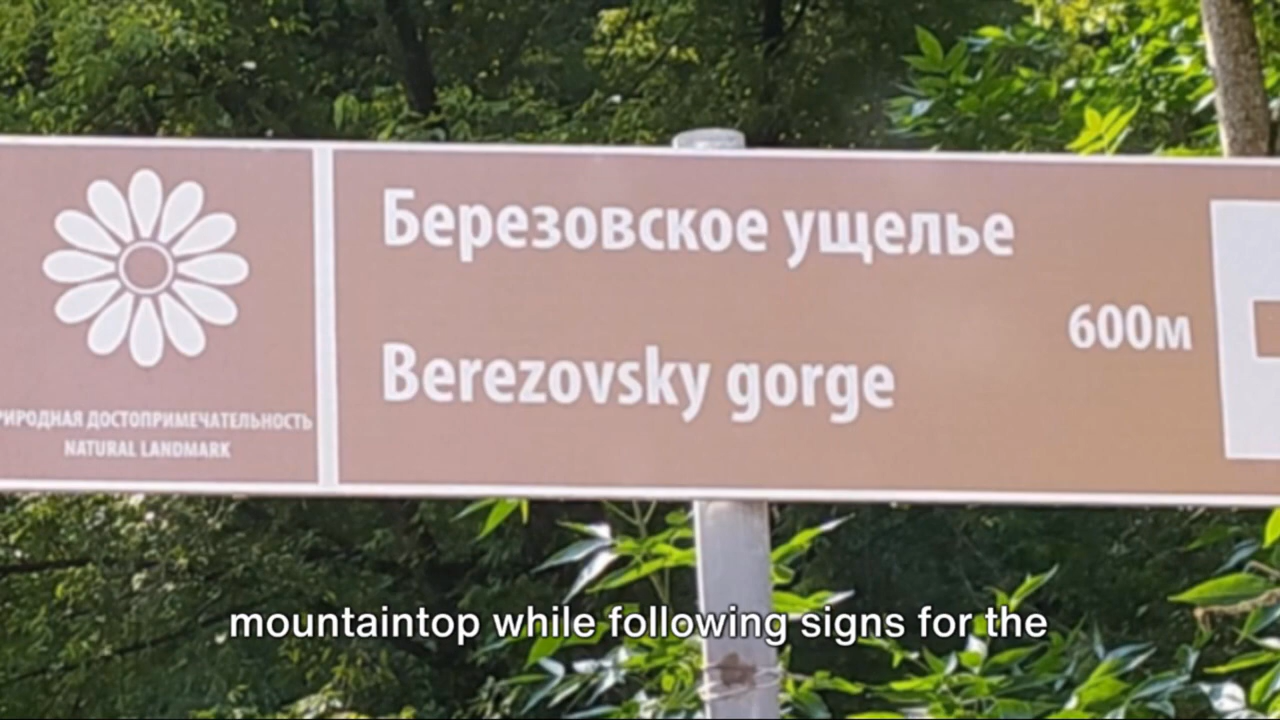 Березовское ущелье
600м
Berezovsky gorge
ПРИРОДНАЯ ДОСТОПРИМЕЧАТЕЛЬНОСТЬ
NATURAL LANDMARK
mountaintop while following signs for the